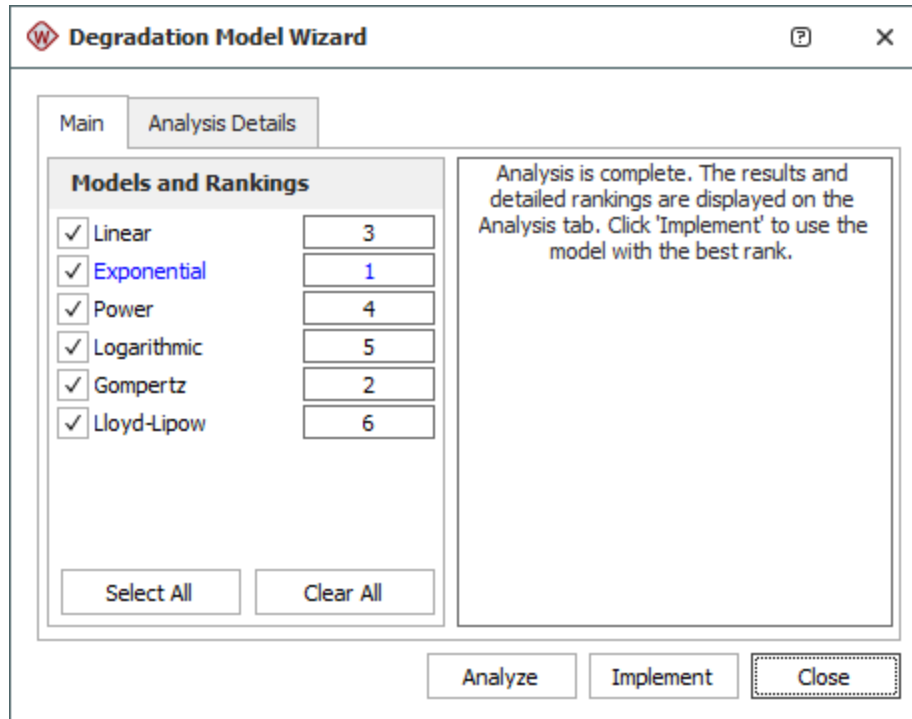 Degradation Model Wizard
Main
Analysis Details
Models and Rankings
Linear 3
Exponential 1
Power 4
Logarithmic 5
Gompertz 2
Lloyd-Lipow 6
Select All
Clear All
Analysis is complete. The results and
detailed rankings are displayed on the
Analysis tab. Click 'Implement' to use the
model with the best rank.
Analyze
Implement
Close